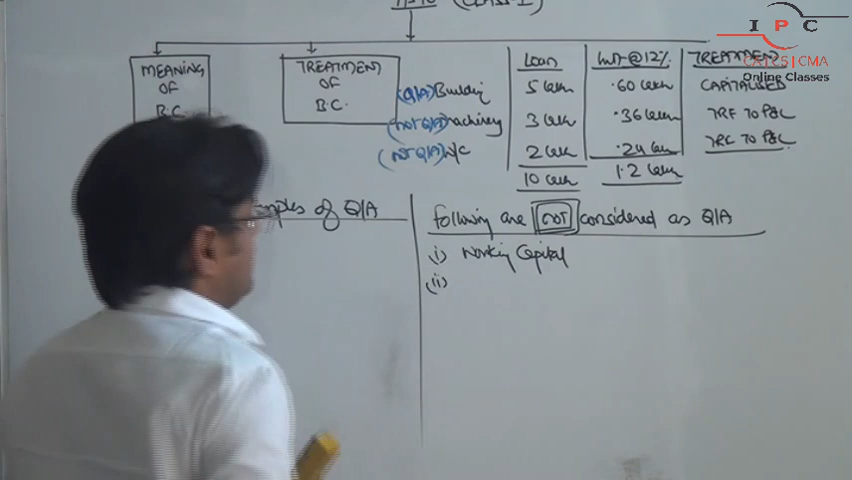 (CLASS-I)
I P C
CA | CS | CMA
Online Classes
MEANING
OF
B.C.
TREATMENT
OF
B.C.
Loan Int@12% TREATMENT
(Q/A) Building 5 Lakh .60 Lakh CAPITALISED
(not Q/A) Machinery 3 Lakh .36 Lakh TRF TO P&L
(not Q/A) W/C 2 Lakh .24 Lakh TRF TO P&L
10 Lakh 1.2 Lakh
of Q/A
Following are not considered as Q/A
(i) Working Capital
(ii)